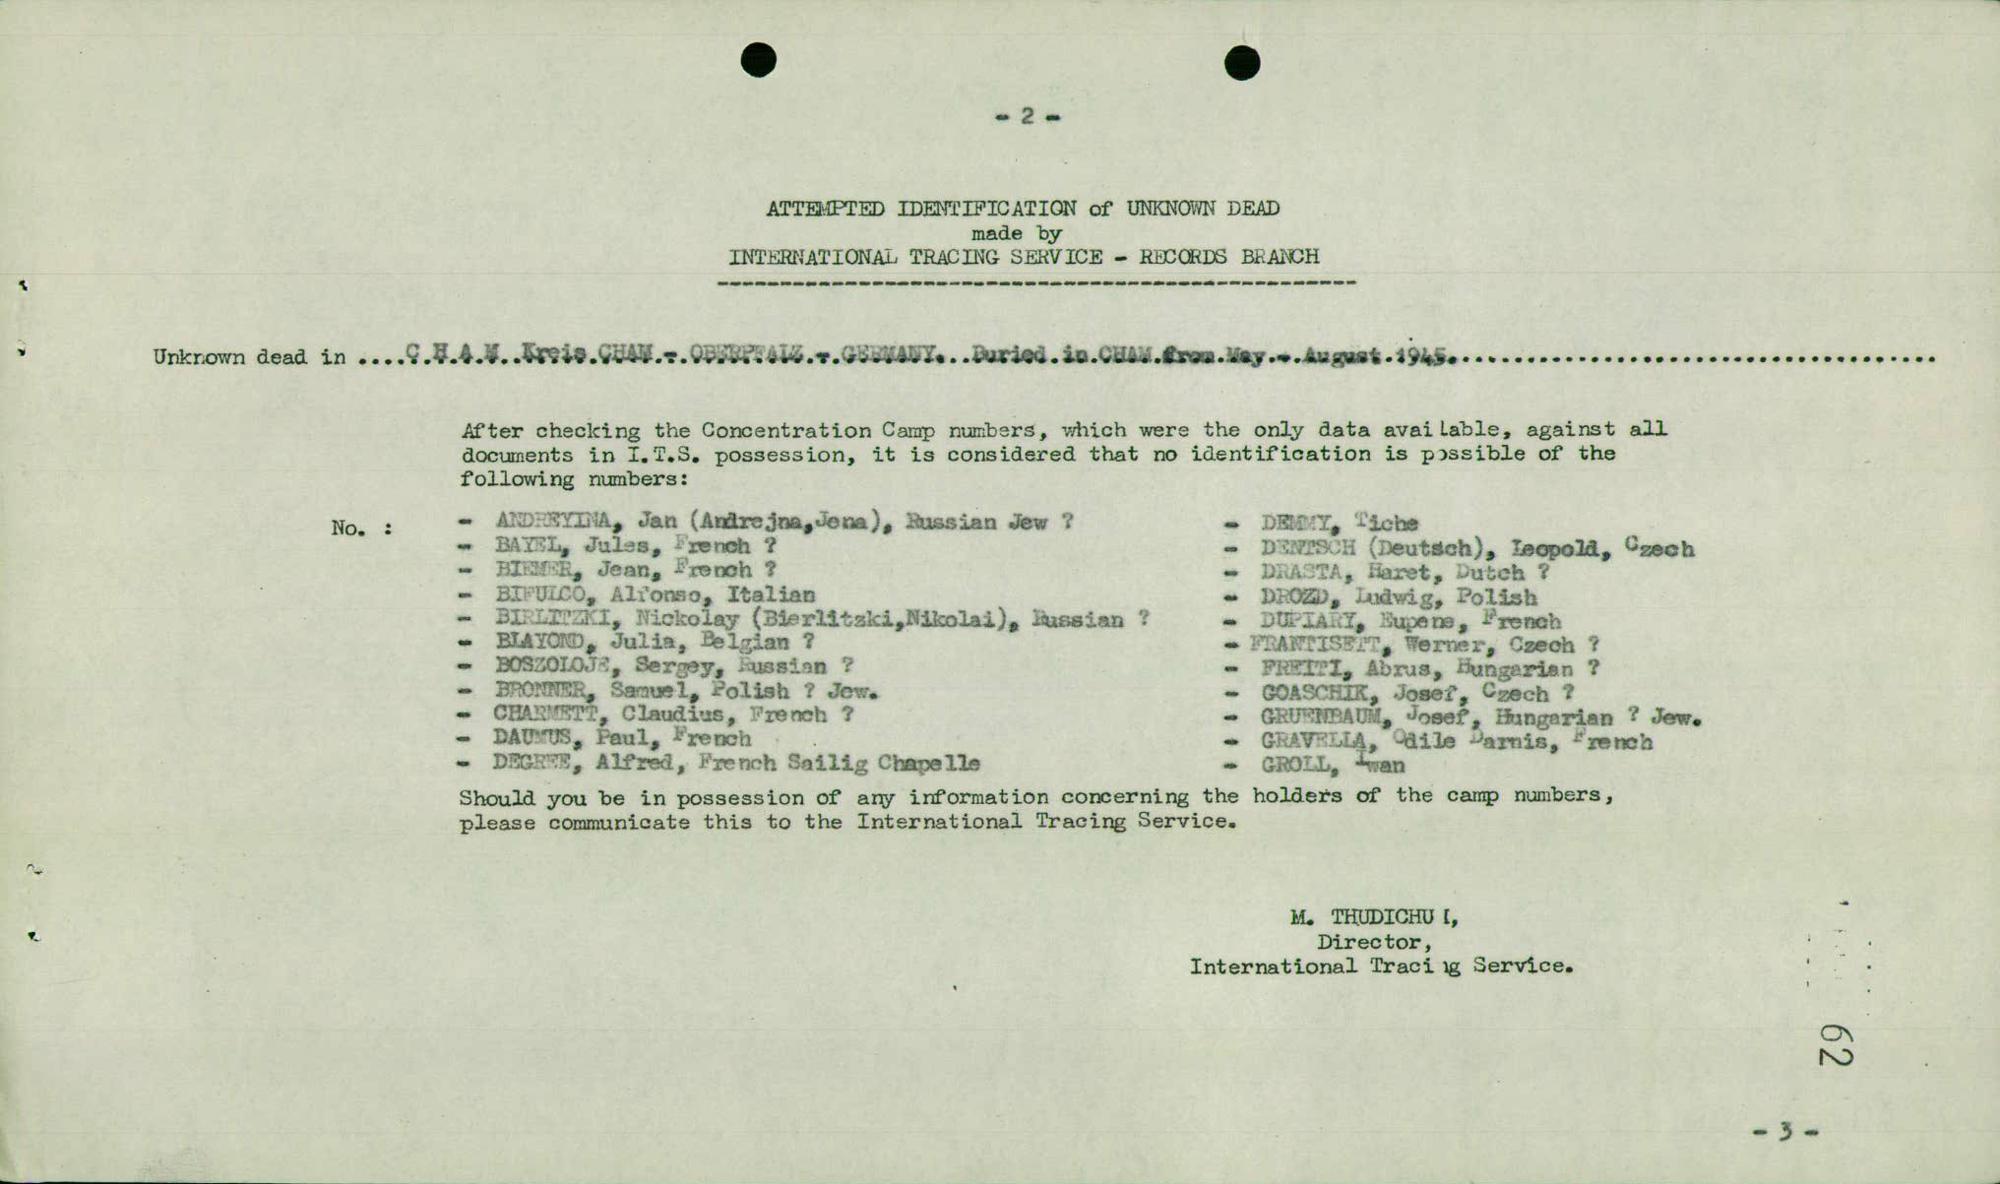 - 2 -
ATTEMPTED IDENTIFICATION of UNKNOWN DEAD
made by
INTERNATIONAL TRACING SERVICE - RECORDS BRANCH
Unknown dead in ....C.H.A.M..Kreis.CHAM.-.OBERPFALZ.-.GERMANY...Buried.in.CHAM.from.May.-.August.1945.
After checking the Concentration Camp numbers, which were the only data available, against all
documents in I.T.S. possession, it is considered that no identification is possible of the
following numbers:
No. :
- ANDREYINA, Jan (Andrejna,Jena), Russian Jew ?
- BAYEL, Jules, French ?
- BIEMER, Jean, French ?
- BIFULCO, Alfonso, Italian
- BIRLITZKI, Nickolay (Bierlitzki,Nikolai), Russian ?
- BLAYOND, Julia, Belgian ?
- BOSZOLOJE, Sergey, Russian ?
- BRONNER, Samuel, Polish ? Jew.
- CHARMETT, Claudius, French ?
- DAUMUS, Paul, French
- DEGREE, Alfred, French Sailig Chapelle
- DEMMY, Tiche
- DENTSCH (Deutsch), Leopold, Czech
- DRASTA, Haret, Dutch ?
- DROZD, Ludwig, Polish
- DUPIARY, Eupene, French
- FRANTISETT, Werner, Czech ?
- FREITI, Abrus, Hungarian ?
- GOASCHIK, Josef, Czech ?
- GRUENBAUM, Josef, Hungarian ? Jew.
- GRAVELLA, Odile Darnis, French
- GROLL, Iwan
Should you be in possession of any information concerning the holders of the camp numbers,
please communicate this to the International Tracing Service.
M. THUDICHUM,
Director,
International Tracing Service.
62
- 3 -